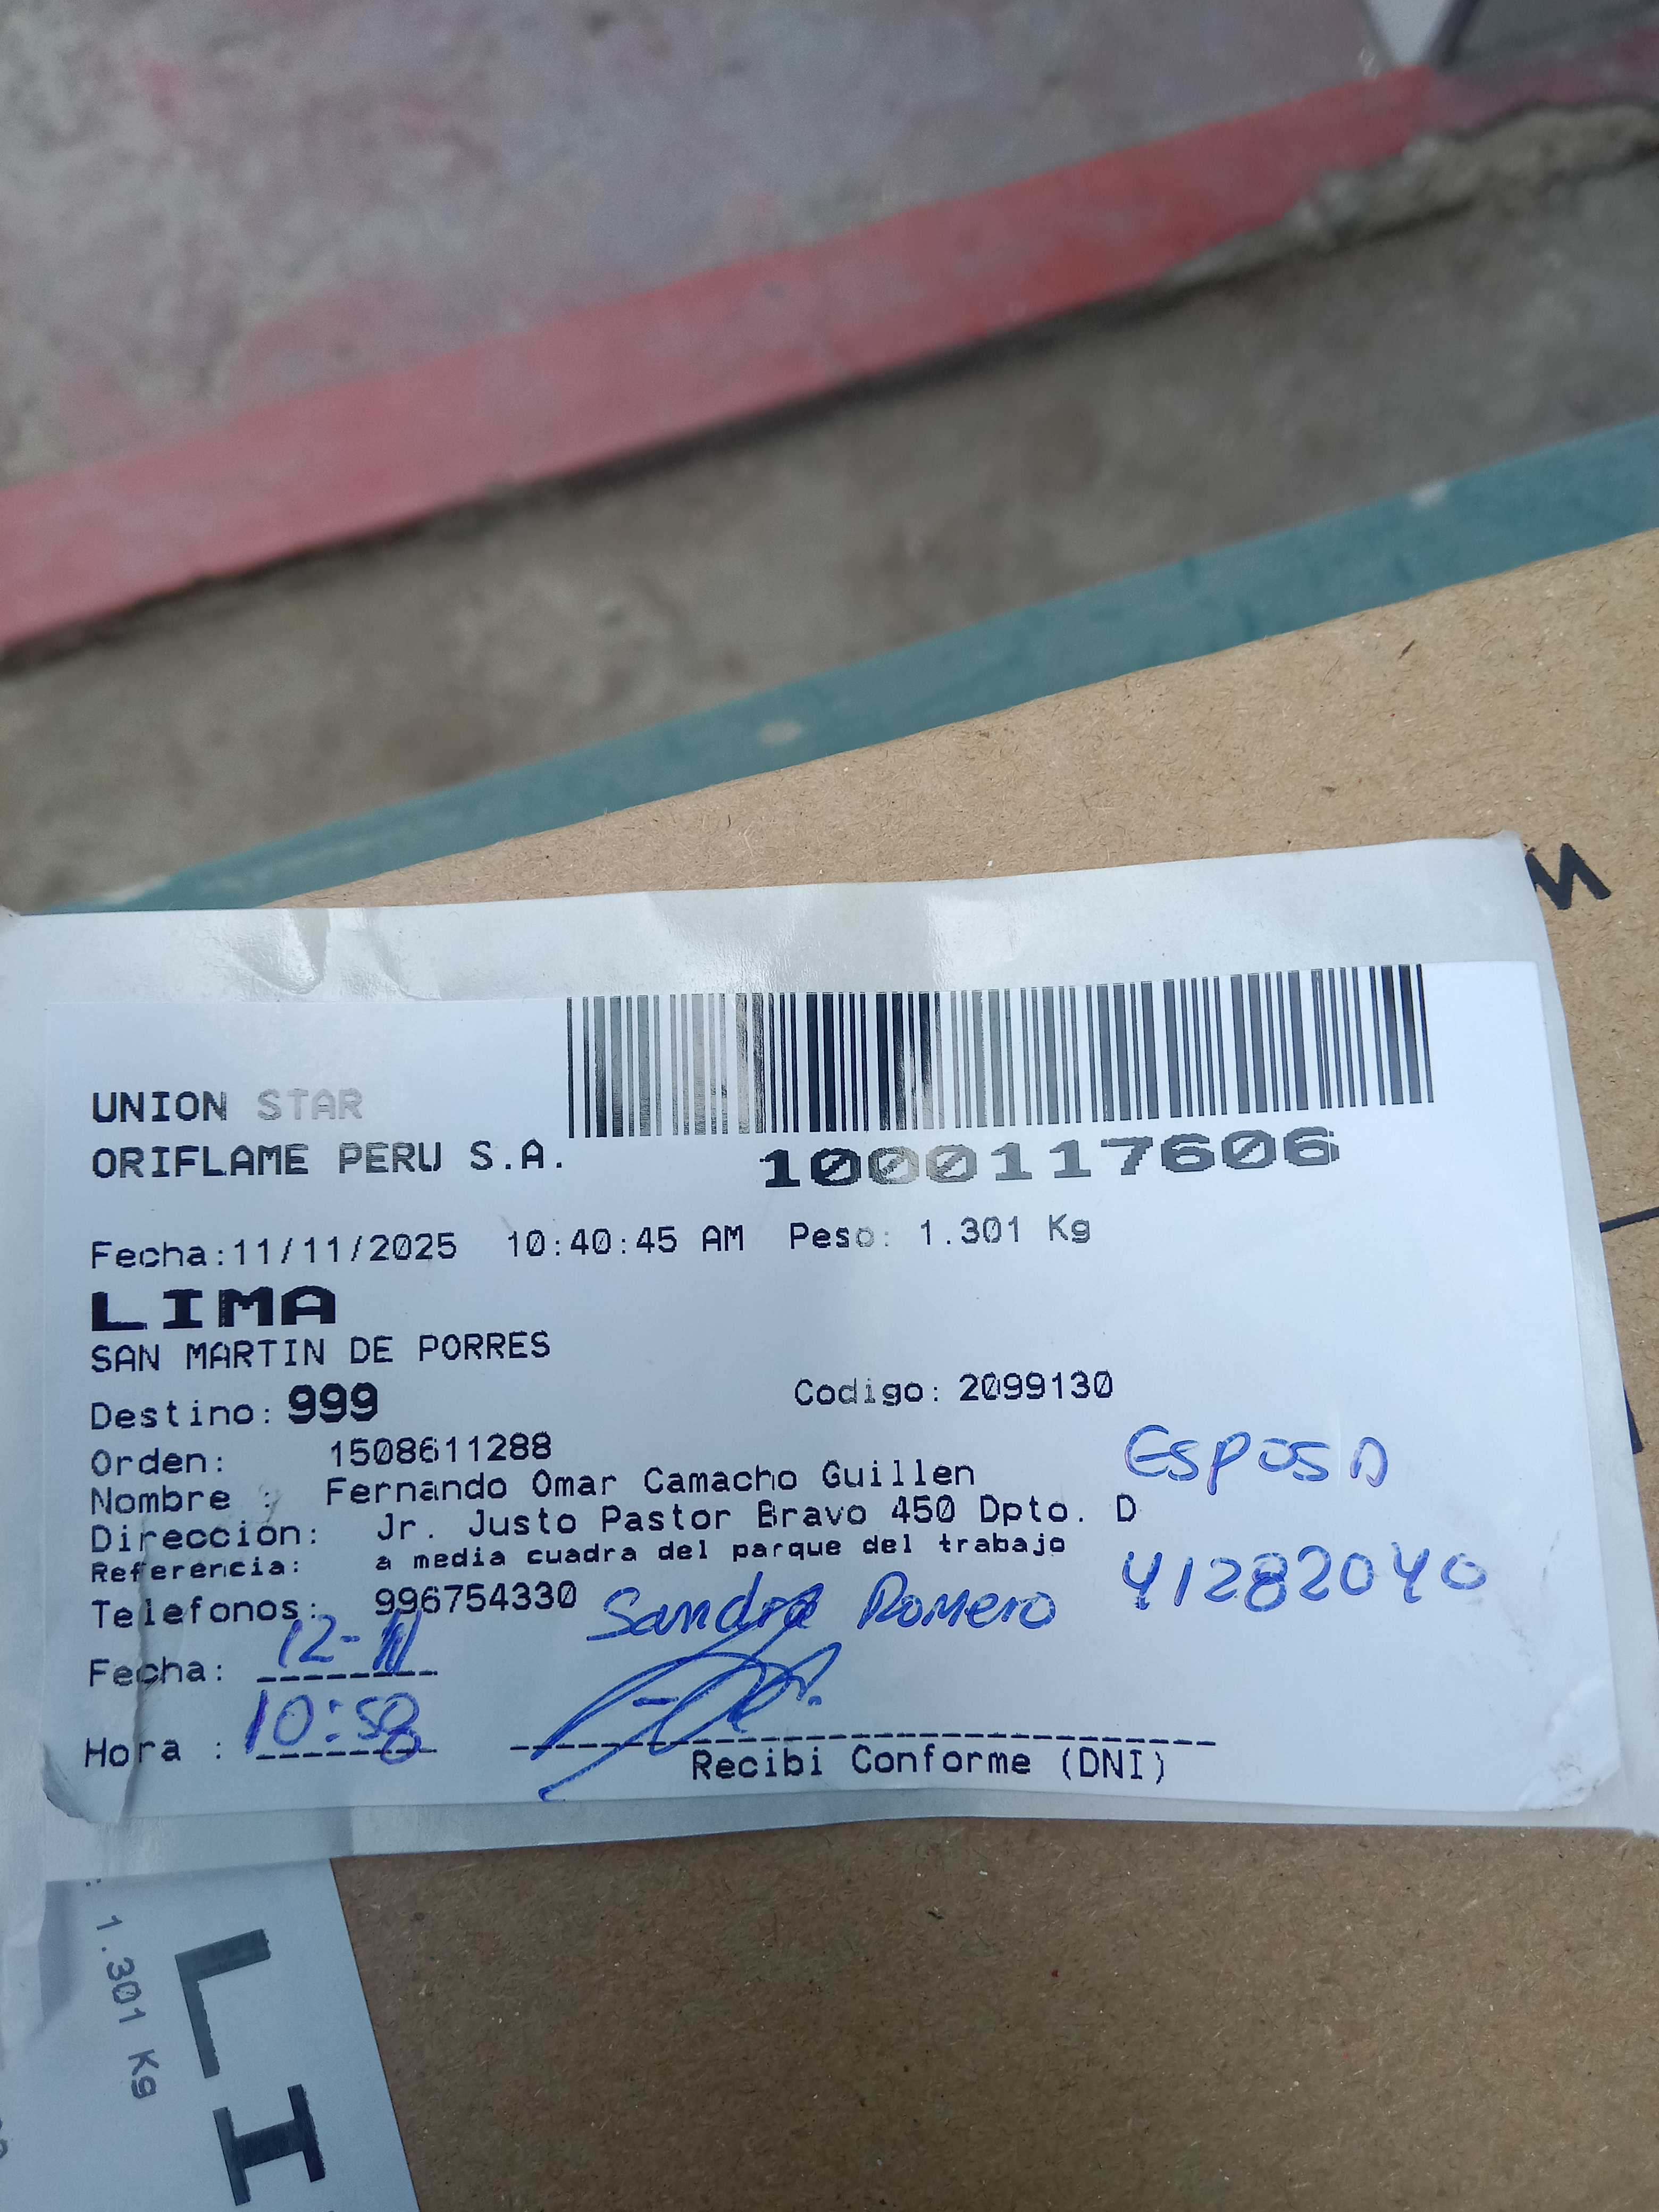 M
UNION STAR
ORIFLAME PERU S.A.
1000117606
Fecha:11/11/2025 10:40:45 AM Peso: 1.301 Kg
LIMA
SAN MARTIN DE PORRES
Destino: 999 Codigo: 2099130
Orden: 1508611288
Esposa
Nombre : Fernando Omar Camacho Guillen
Direccion: Jr. Justo Pastor Bravo 450 Dpto. D
Referencia: a media cuadra del parque del trabajo
41282040
Telefonos: 996754330 Sandra Romero
Fecha: 12-11
Hora : 10:58
Recibi Conforme (DNI)
: 1.301 Kg
LI